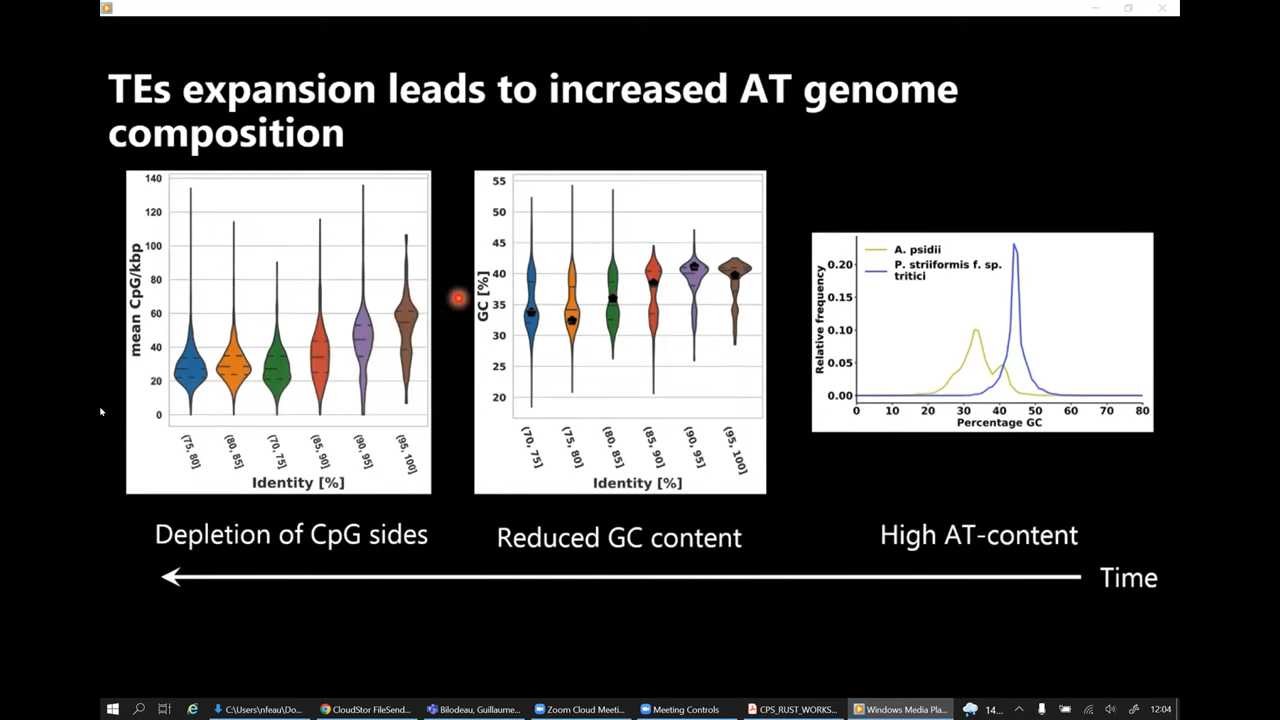 TEs expansion leads to increased AT genome
composition
140
120
100
80
60
40
20
0
mean CpG/kbp
(75, 80]
(80, 85]
(70, 75]
(85, 90]
(90, 95]
(95, 100]
Identity [%]
55
50
45
40
35
30
25
20
GC [%]
(70, 75]
(75, 80]
(80, 85]
(85, 90]
(90, 95]
(95, 100]
Identity [%]
A. psidii
P. striiformis f. sp.
tritici
0.20
0.15
0.10
0.05
0.00
Relative frequency
0 10 20 30 40 50 60 70 80
Percentage GC
Depletion of CpG sides
Reduced GC content
High AT-content
Time
C:\Users\nfeau\Do...
CloudStor FileSend...
Bilodeau, Guillaume...
Zoom Cloud Meeti...
Meeting Controls
CPS_RUST_WORKS...
Windows Media Pla...
14...
12:04